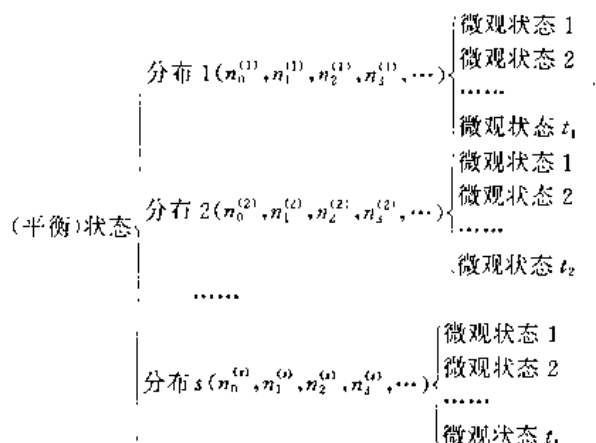 微观状态 1
分布 1(n₀⁽¹⁾,n₁⁽¹⁾,n₂⁽¹⁾,n₃⁽¹⁾,…)
微观状态 2
……
微观状态 t₁
微观状态 1
分布 2(n₀⁽²⁾,n₁⁽²⁾,n₂⁽²⁾,n₃⁽²⁾,…)
微观状态 2
(平衡)状态
……
微观状态 t₂
……
微观状态 1
微观状态 2
分布 s(n₀⁽ˢ⁾,n₁⁽ˢ⁾,n₂⁽ˢ⁾,n₃⁽ˢ⁾,…)
……
微观状态 t